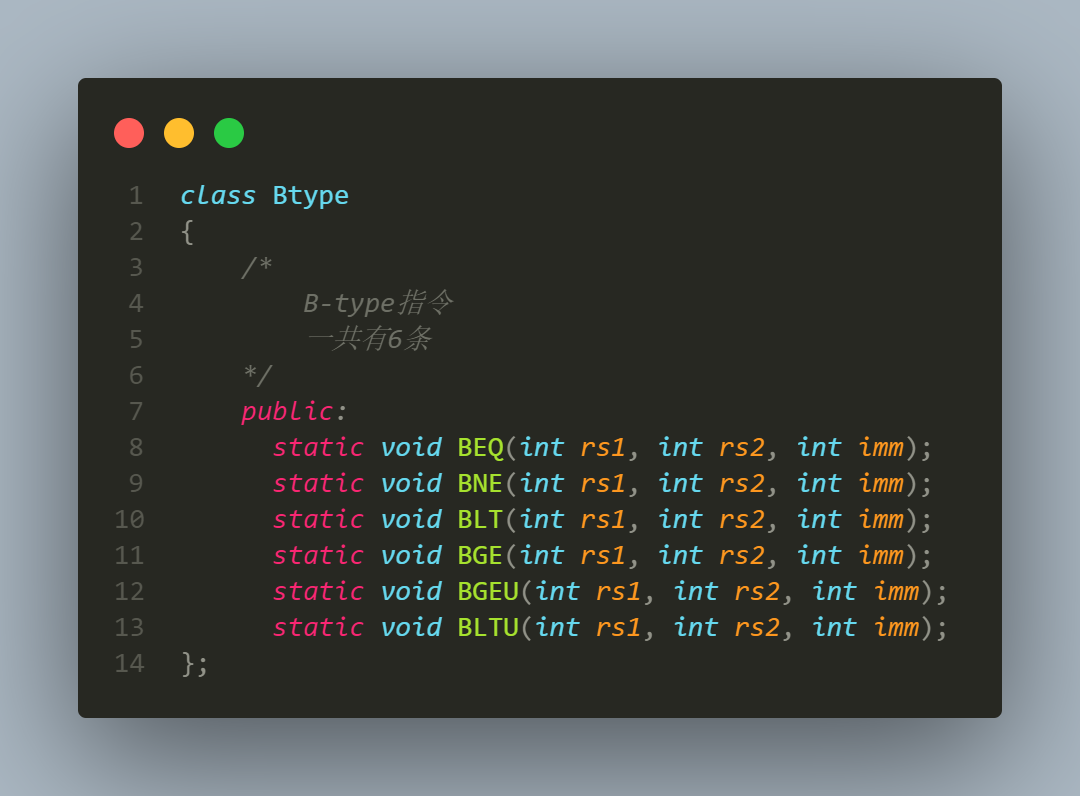 1 class Btype
2 {
3     /*
4         B-type指令
5         一共有6条
6     */
7     public:
8       static void BEQ(int rs1, int rs2, int imm);
9       static void BNE(int rs1, int rs2, int imm);
10       static void BLT(int rs1, int rs2, int imm);
11       static void BGE(int rs1, int rs2, int imm);
12       static void BGEU(int rs1, int rs2, int imm);
13       static void BLTU(int rs1, int rs2, int imm);
14 };